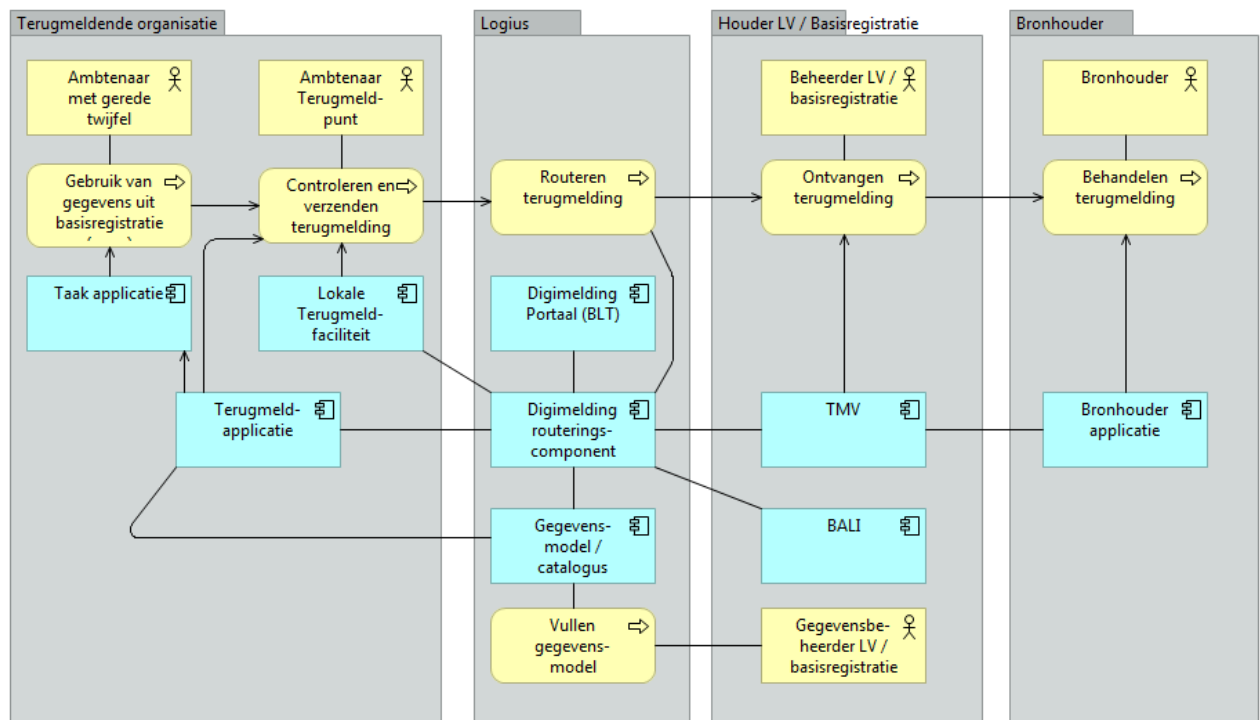 Terugmeldende organisatie
Logius
Houder LV / Basisregistratie
Bronhouder
Ambtenaar
met gerede
twijfel
Ambtenaar
Terugmeld-
punt
Beheerder LV /
basisregistratie
Bronhouder
Gebruik van
gegevens uit
basisregistratie
Controleren en
verzenden
terugmelding
Routeren
terugmelding
Ontvangen
terugmelding
Behandelen
terugmelding
Taak applicatie
Lokale
Terugmeld-
faciliteit
Digimelding
Portaal (BLT)
Terugmeld-
applicatie
Digimelding
routerings-
component
TMV
Bronhouder
applicatie
Gegevens-
model /
catalogus
BALI
Vullen
gegevens-
model
Gegevensbe-
heerder LV /
basisregistratie